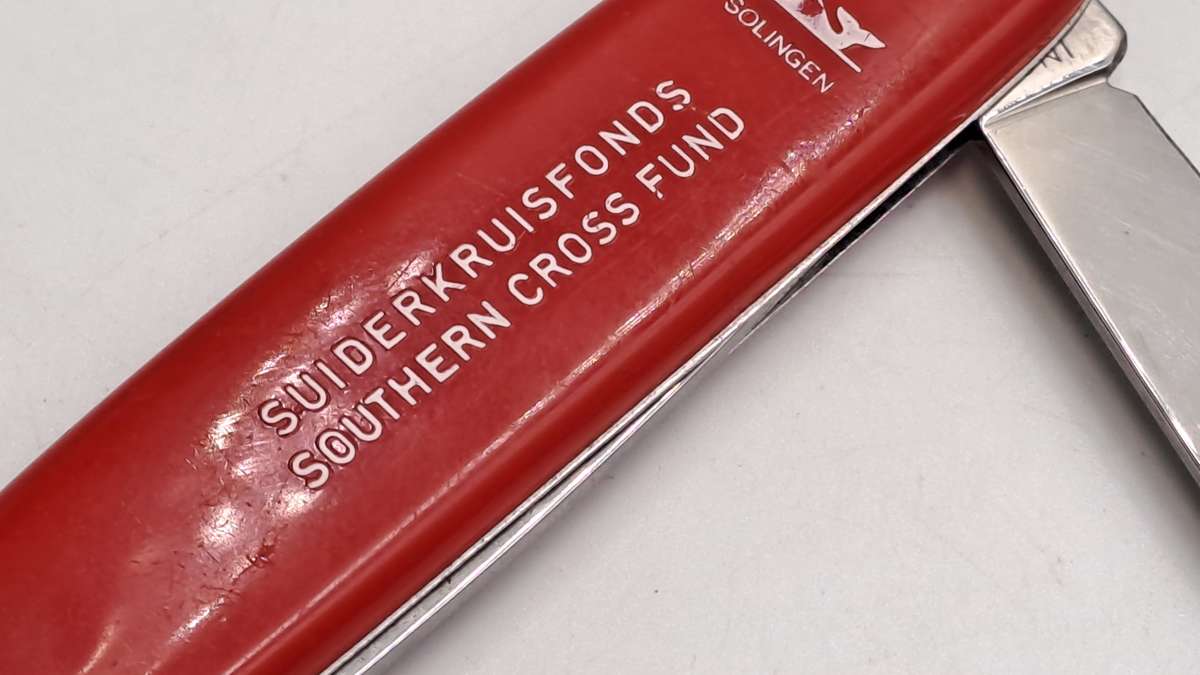 SOLINGEN
SUIDERKRUISFONDS
SOUTHERN CROSS FUND